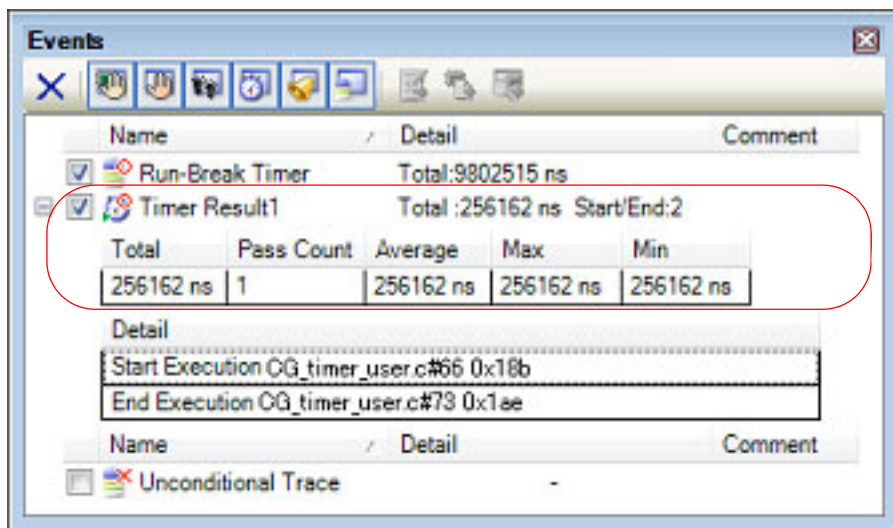 Events
Name / Detail Comment
Run-Break Timer Total:9802515 ns
Timer Result1 Total :256162 ns Start/End:2
Total Pass Count Average Max Min
256162 ns 1 256162 ns 256162 ns 256162 ns
Detail
Start Execution CG_timer_user.c#66 0x18b
End Execution CG_timer_user.c#73 0x1ae
Name / Detail Comment
Unconditional Trace -